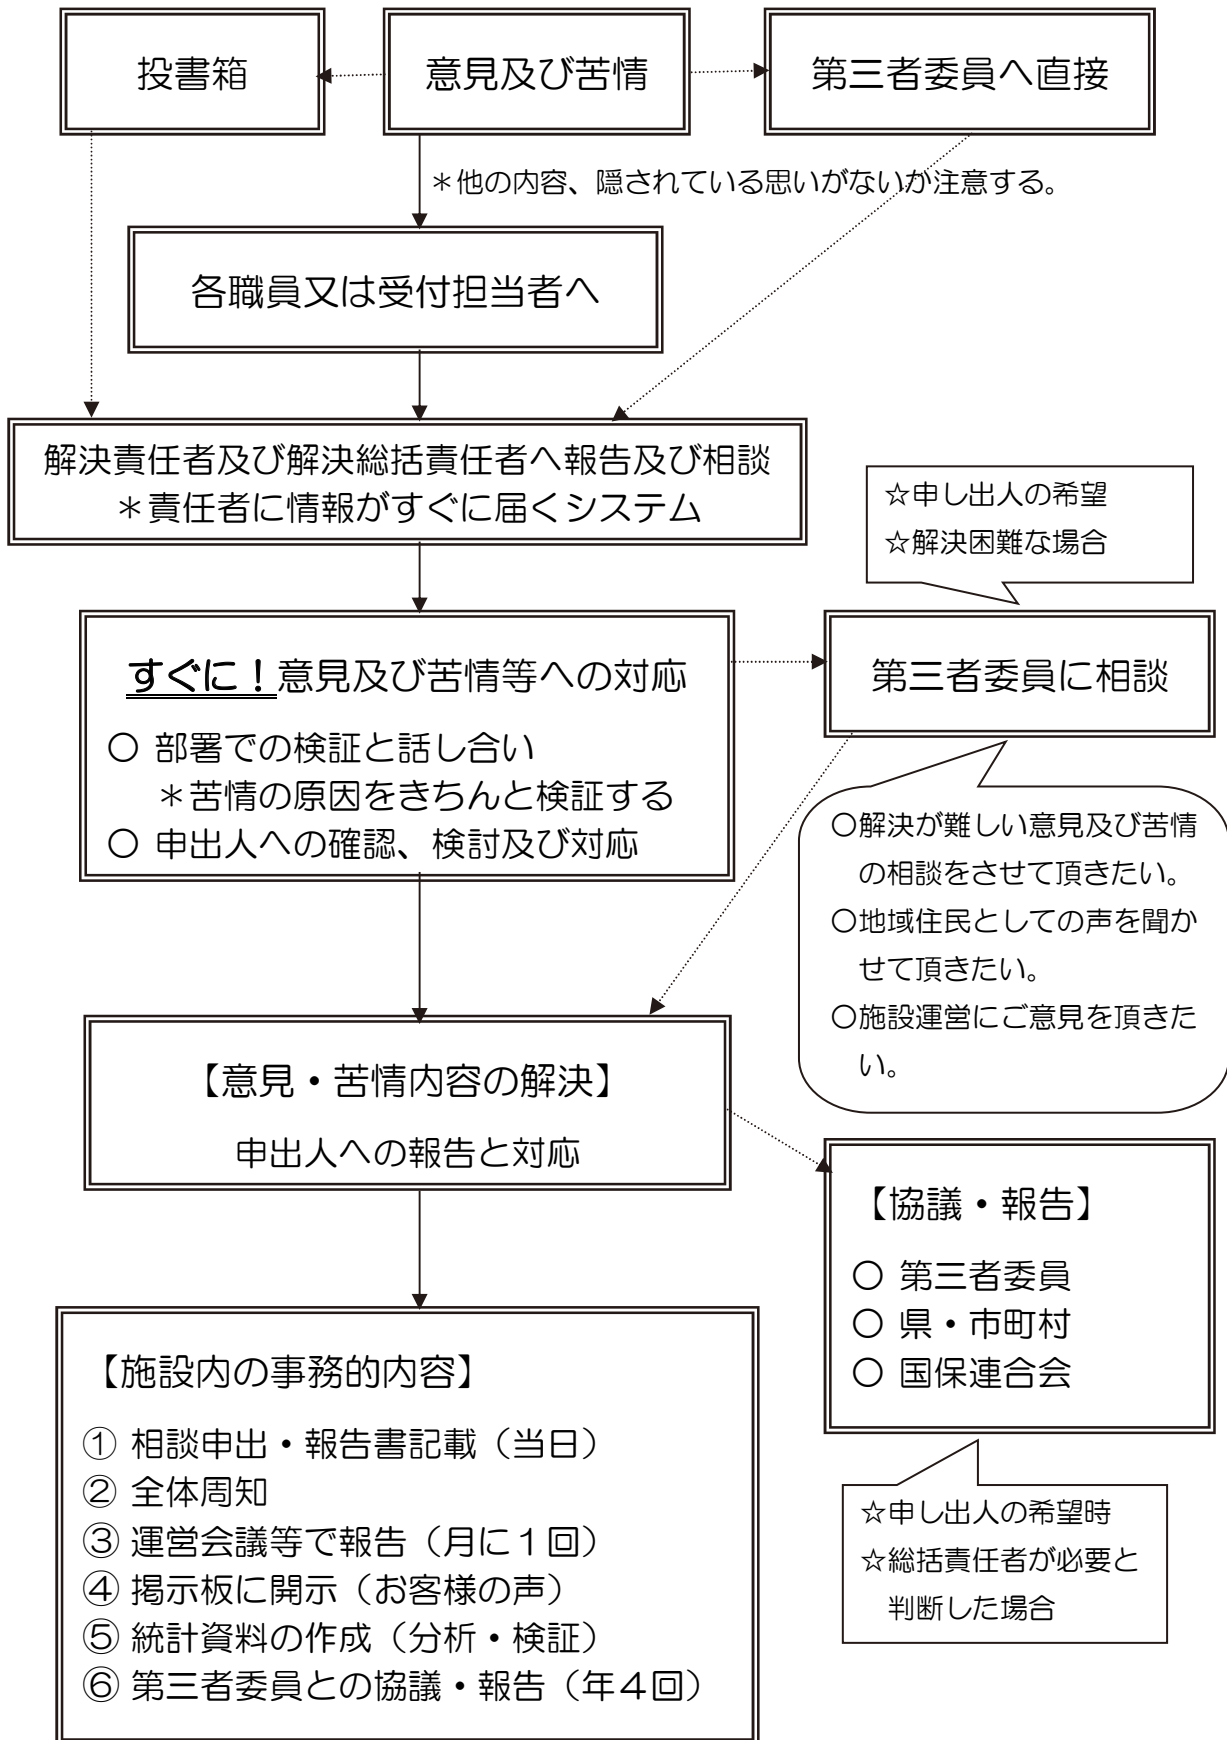 投書箱
意見及び苦情
第三者委員へ直接
＊他の内容、隠されている思いがないか注意する。
各職員又は受付担当者へ
解決責任者及び解決総括責任者へ報告及び相談
＊責任者に情報がすぐに届くシステム
☆申し出人の希望
☆解決困難な場合
すぐに！意見及び苦情等への対応
○ 部署での検証と話し合い
＊苦情の原因をきちんと検証する
○ 申出人への確認、検討及び対応
第三者委員に相談
○解決が難しい意見及び苦情
の相談をさせて頂きたい。
○地域住民としての声を聞か
せて頂きたい。
○施設運営にご意見を頂きた
い。
【意見・苦情内容の解決】
申出人への報告と対応
【協議・報告】
○ 第三者委員
○ 県・市町村
○ 国保連合会
☆申し出人の希望時
☆総括責任者が必要と
判断した場合
【施設内の事務的内容】
① 相談申出・報告書記載（当日）
② 全体周知
③ 運営会議等で報告（月に１回）
④ 掲示板に開示（お客様の声）
⑤ 統計資料の作成（分析・検証）
⑥ 第三者委員との協議・報告（年４回）